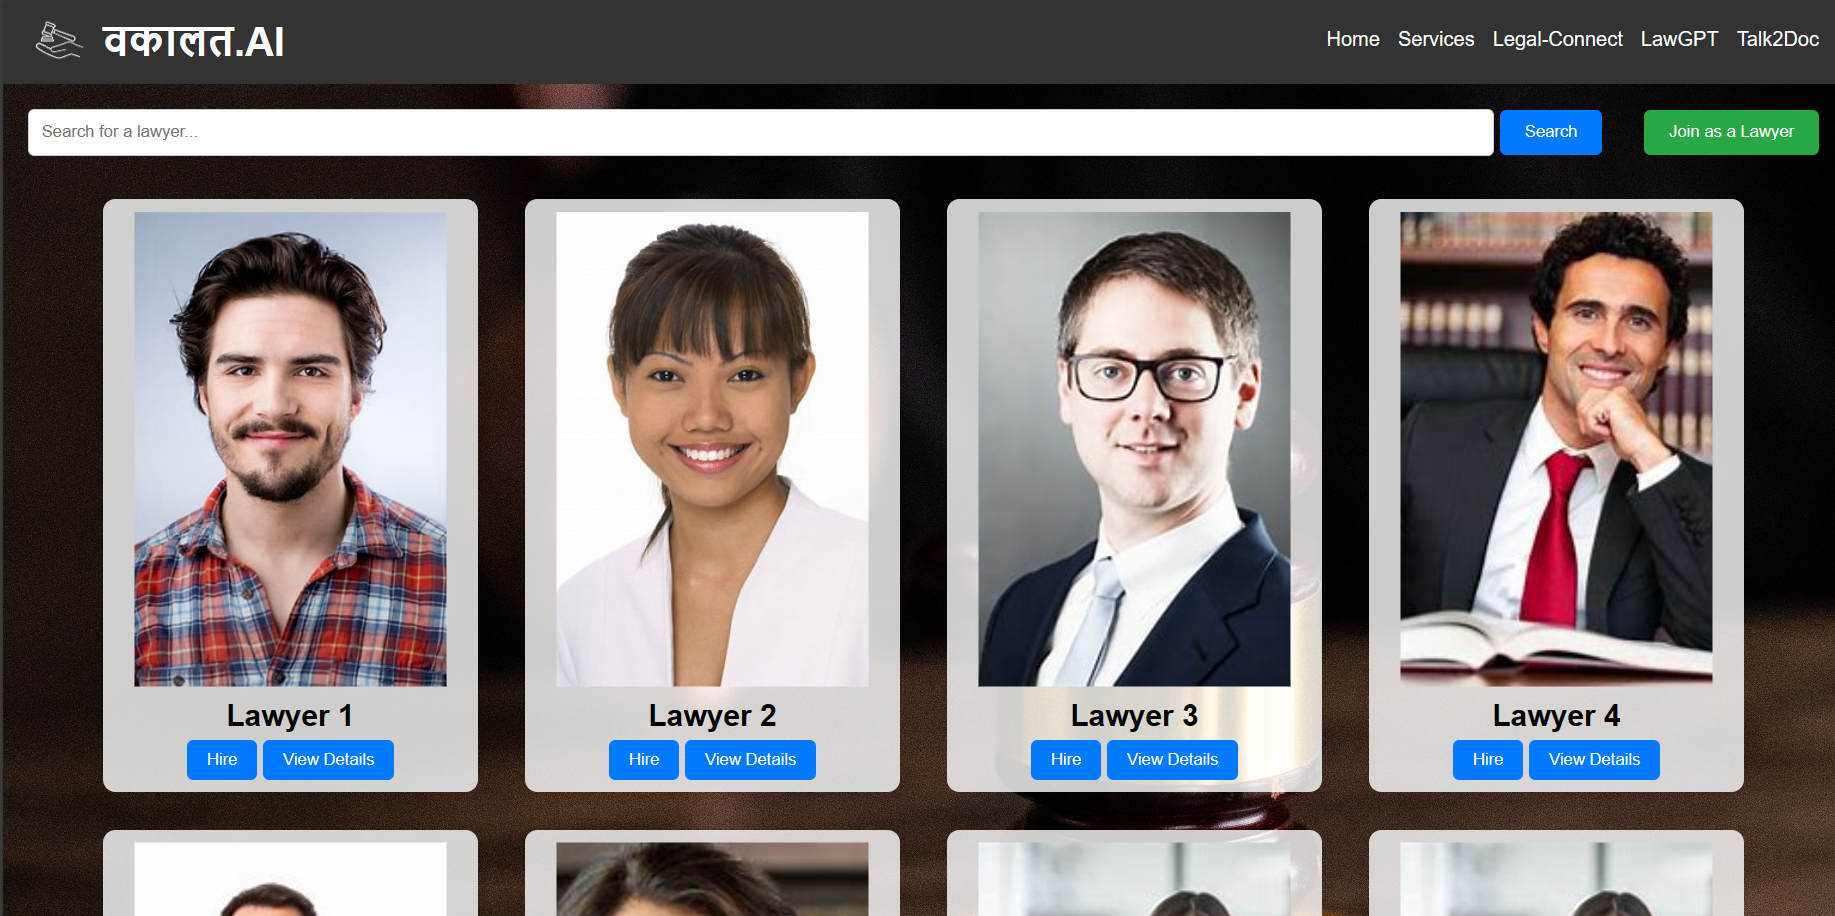 वकालत.AI
Home Services Legal-Connect LawGPT Talk2Doc
Search for a lawyer...
Search
Join as a Lawyer
Lawyer 1
Hire View Details
Lawyer 2
Hire View Details
Lawyer 3
Hire View Details
Lawyer 4
Hire View Details